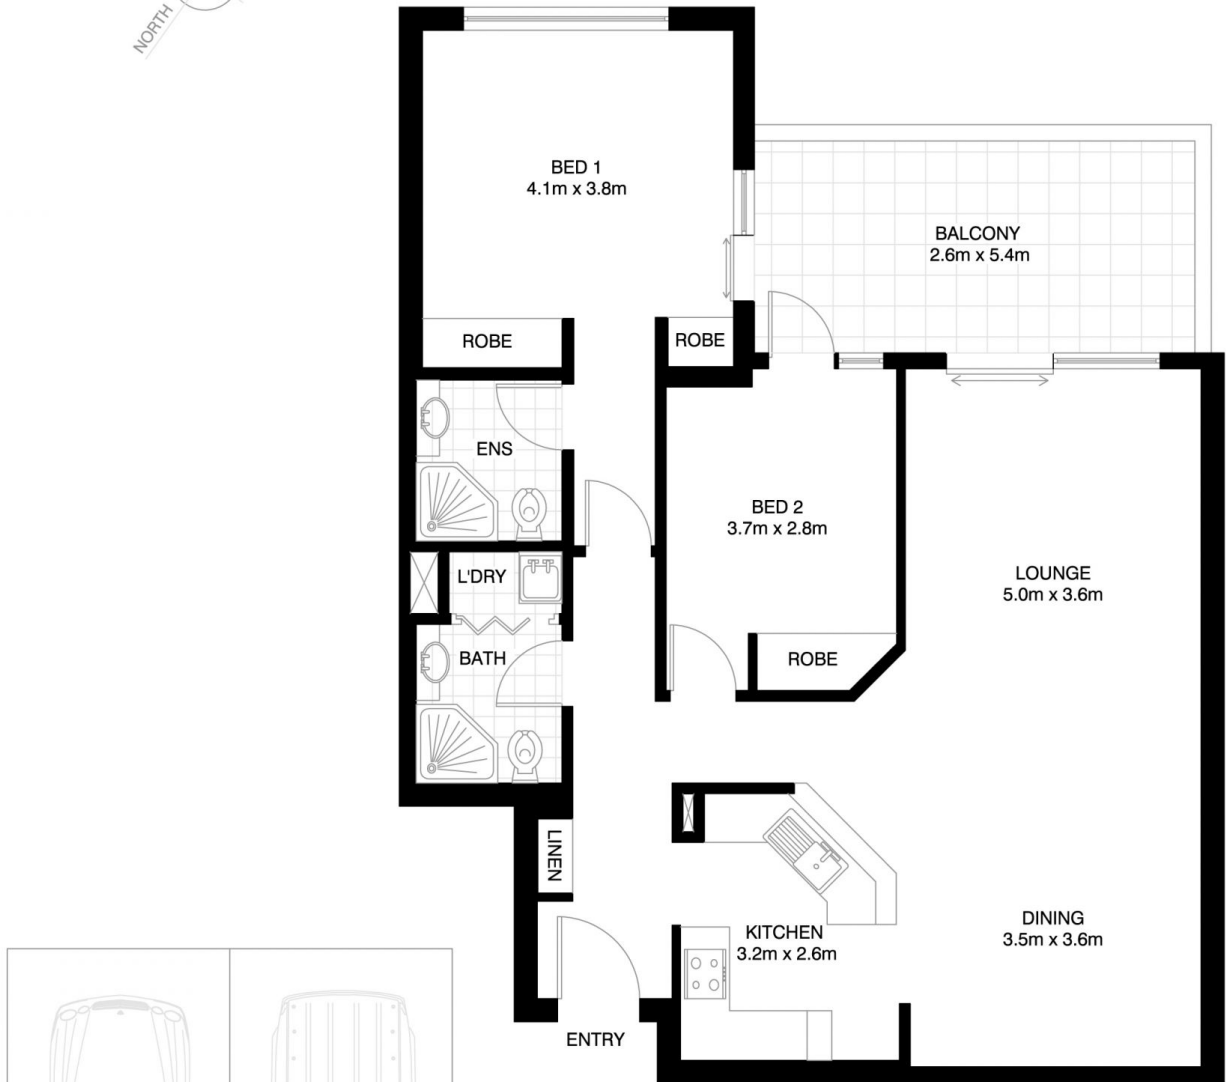 NORTH
BED 1
4.1m x 3.8m
BALCONY
2.6m x 5.4m
ROBE
ROBE
ENS
BED 2
3.7m x 2.8m
L'DRY
LOUNGE
5.0m x 3.6m
BATH
ROBE
LINEN
KITCHEN
3.2m x 2.6m
DINING
3.5m x 3.6m
ENTRY